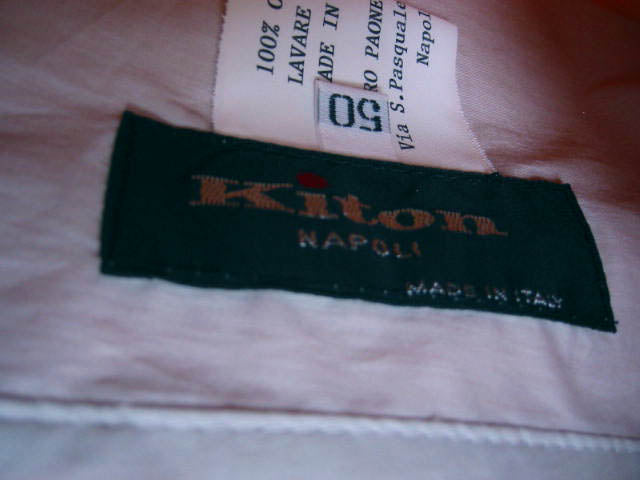 100% C
LAVARE
ADE IN
RO PAONE
Via S.Pasquale
Napol
50
Kiton
NAPOLI
MADE IN ITALY